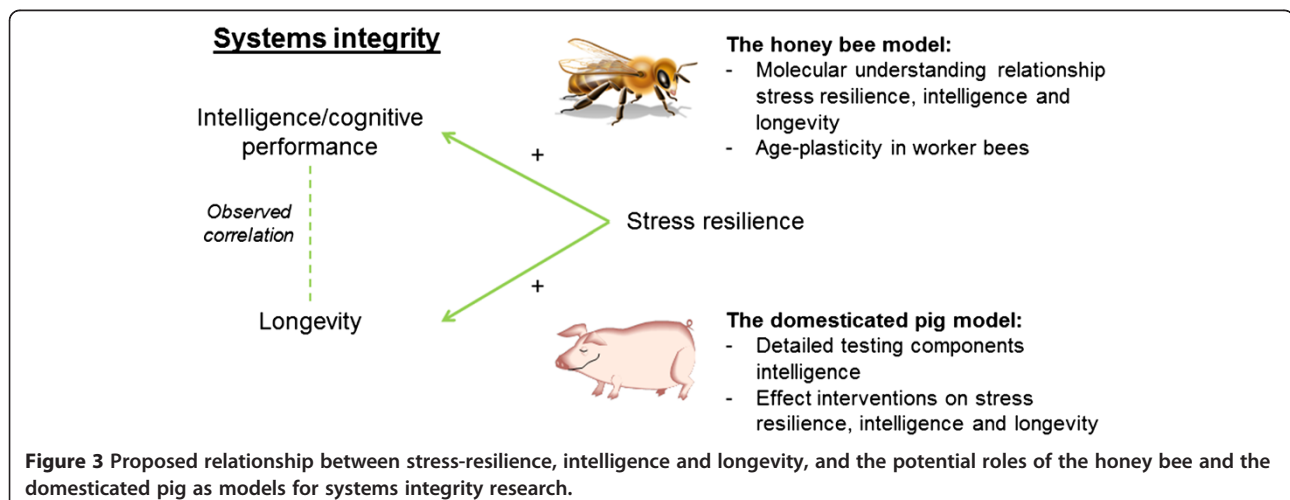 Systems integrity
Intelligence/cognitive
performance
Observed
correlation
Longevity
+
Stress resilience
+
The honey bee model:
- Molecular understanding relationship
stress resilience, intelligence and
longevity
- Age-plasticity in worker bees
The domesticated pig model:
- Detailed testing components
intelligence
- Effect interventions on stress
resilience, intelligence and longevity
Figure 3 Proposed relationship between stress-resilience, intelligence and longevity, and the potential roles of the honey bee and the
domesticated pig as models for systems integrity research.